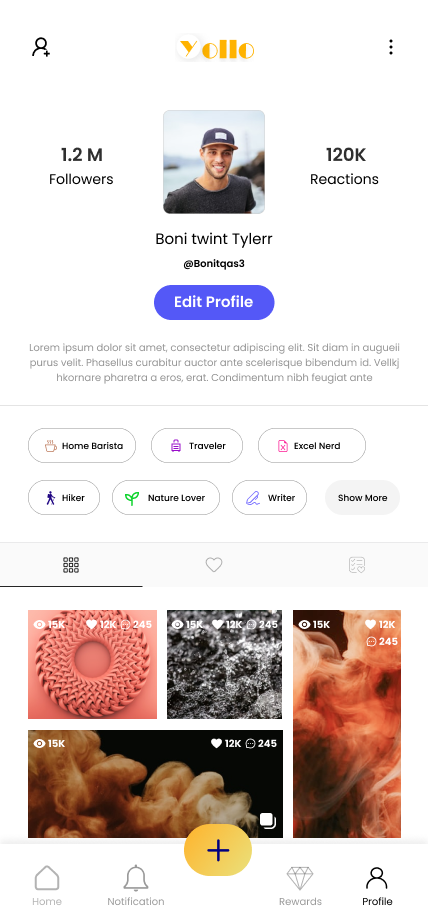 Yollo
1.2 M
Followers
120K
Reactions
Boni twint Tylerr
@Bonitqas3
Edit Profile
Lorem ipsum dolor sit amet, consectetur adipiscing elit. Sit diam in augueii
purus velit. Phasellus curabitur auctor ante scelerisque bibendum id. Vellkj
hkornare pharetra a eros, erat. Condimentum nibh feugiat ante
Home Barista
Traveler
Excel Nerd
Hiker
Nature Lover
Writer
Show More
15K 12K 245
15K 12K 245
15K 12K
245
15K 12K 245
Home
Notification
Rewards
Profile